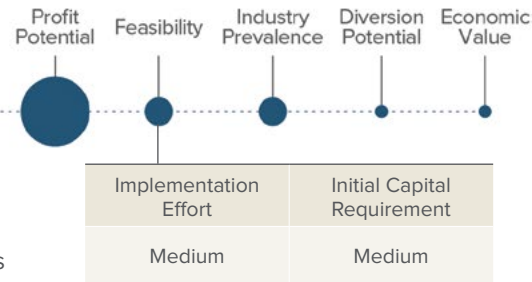 Profit Potential
Feasibility
Industry Prevalence
Diversion Potential
Economic Value
Implementation Effort
Initial Capital Requirement
Medium
Medium
s